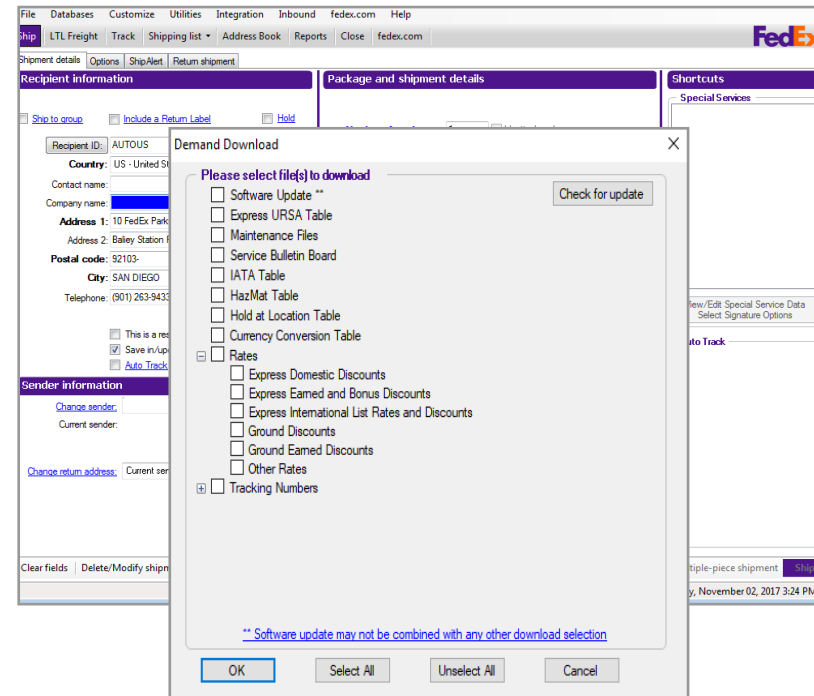 File Databases Customize Utilities Integration Inbound fedex.com Help
Ship LTL Freight Track Shipping list Address Book Reports Close fedex.com
FedEx
Shipment details Options ShipAlert Return shipment
Recipient information Package and shipment details Shortcuts
Special Services
Ship to group Include a Return Label Hold
Demand Download X
Recipient ID: AUTOUS
Country: US - United St
Contact name:
Company name:
Address 1: 10 FedEx Park
Address 2: Baliey Station
Postal code: 92103-
City: SAN DIEGO
Telephone: (901) 263-9433
This is a res
Save in/up
Auto Track
Sender information
Change sender:
Current sender:
Change return address: Current sen
Please select file(s) to download
Software Update ** Check for update
Express URSA Table
Maintenance Files
Service Bulletin Board
IATA Table
HazMat Table
Hold at Location Table
Currency Conversion Table
Rates
Express Domestic Discounts
Express Earned and Bonus Discounts
Express International List Rates and Discounts
Ground Discounts
Ground Earned Discounts
Other Rates
Tracking Numbers
** Software update may not be combined with any other download selection
OK Select All Unselect All Cancel
iew/Edit Special Service Data
Select Signature Options
uto Track
Clear fields Delete/Modify shipm
tiple-piece shipment Ship
y, November 02, 2017 3:24 PM